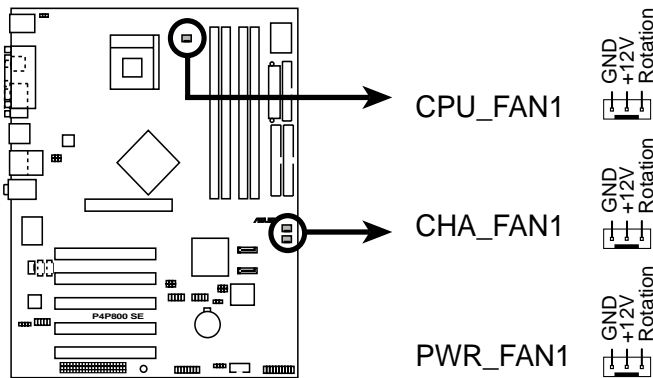 GND
+12V
Rotation
CPU_FAN1
GND
+12V
Rotation
CHA_FAN1
P4P800 SE
GND
+12V
Rotation
PWR_FAN1